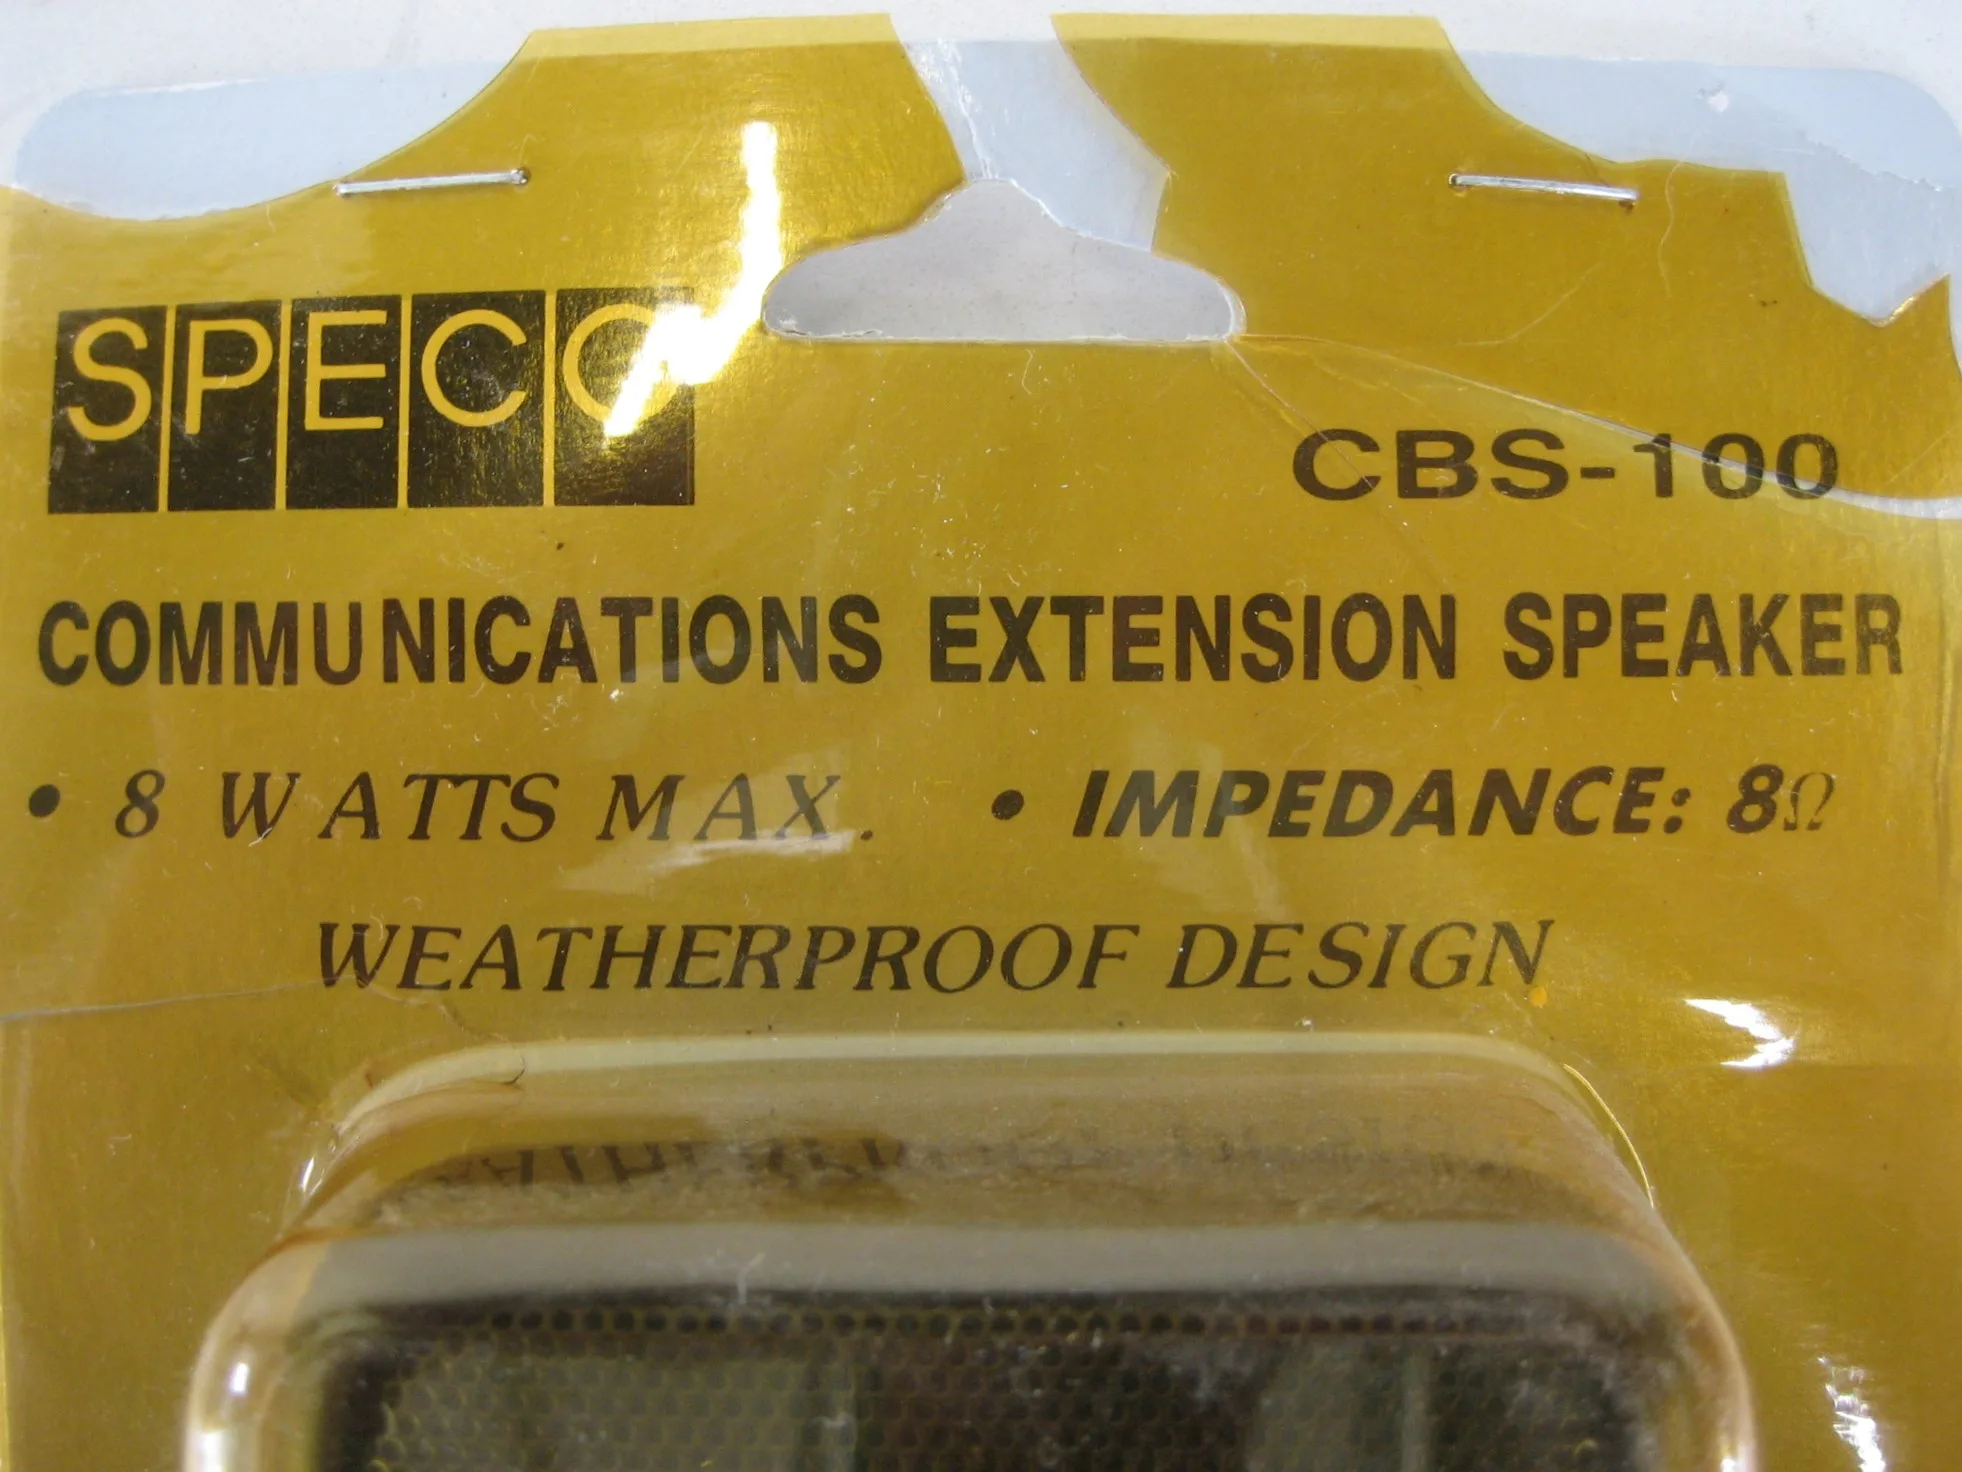 SPECO
CBS-100
COMMUNICATIONS EXTENSION SPEAKER
• 8 WATTS MAX. • IMPEDANCE: 8Ω
WEATHERPROOF DESIGN